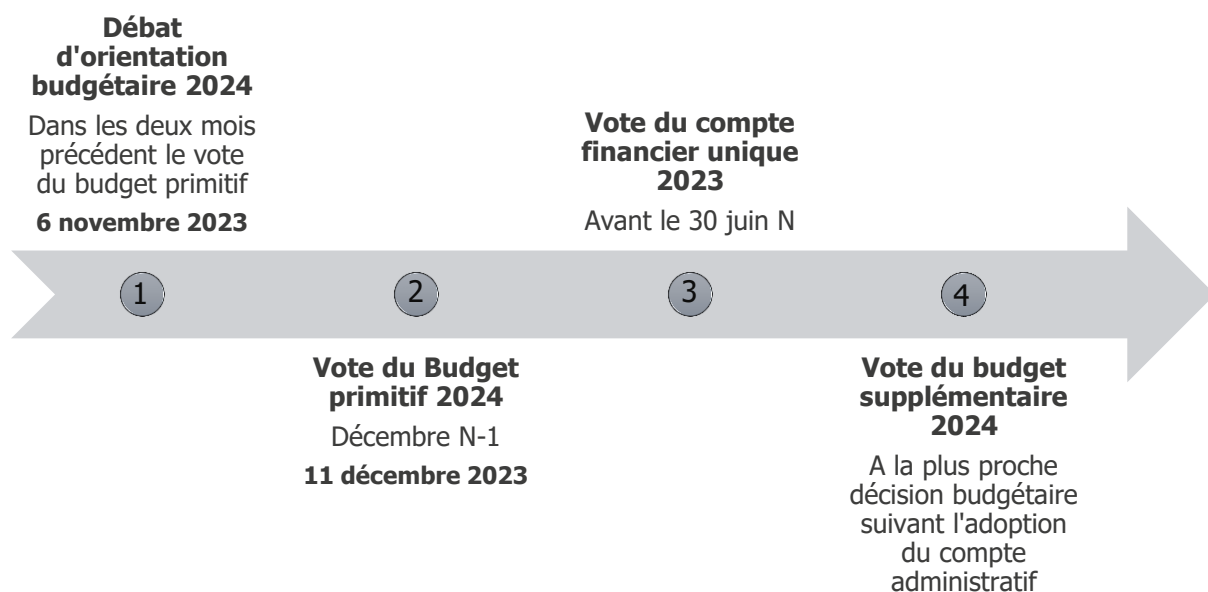 Débat
d'orientation
budgétaire 2024
Dans les deux mois
précédent le vote
du budget primitif
6 novembre 2023
1
Vote du Budget
primitif 2024
Décembre N-1
11 décembre 2023
2
Vote du compte
financier unique
2023
Avant le 30 juin N
3
4
Vote du budget
supplémentaire
2024
A la plus proche
décision budgétaire
suivant l'adoption
du compte
administratif